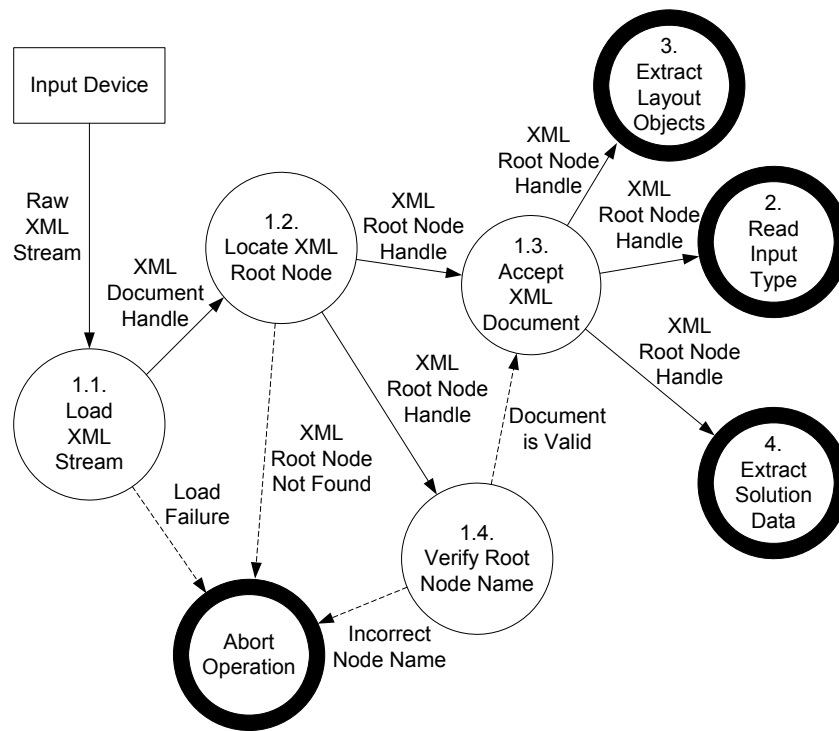 3.
Extract
Layout
Objects
Input Device
XML
Root Node
Handle
Raw
XML
Stream
1.2.
Locate XML
Root Node
XML
Root Node
Handle
XML
Root Node
Handle
2.
Read
Input
Type
1.3.
Accept
XML
Document
XML
Document
Handle
XML
Root Node
Handle
1.1.
Load
XML
Stream
XML
Root Node
Handle
Document
is Valid
XML
Root Node
Not Found
4.
Extract
Solution
Data
Load
Failure
1.4.
Verify Root
Node Name
Abort
Operation
Incorrect
Node Name